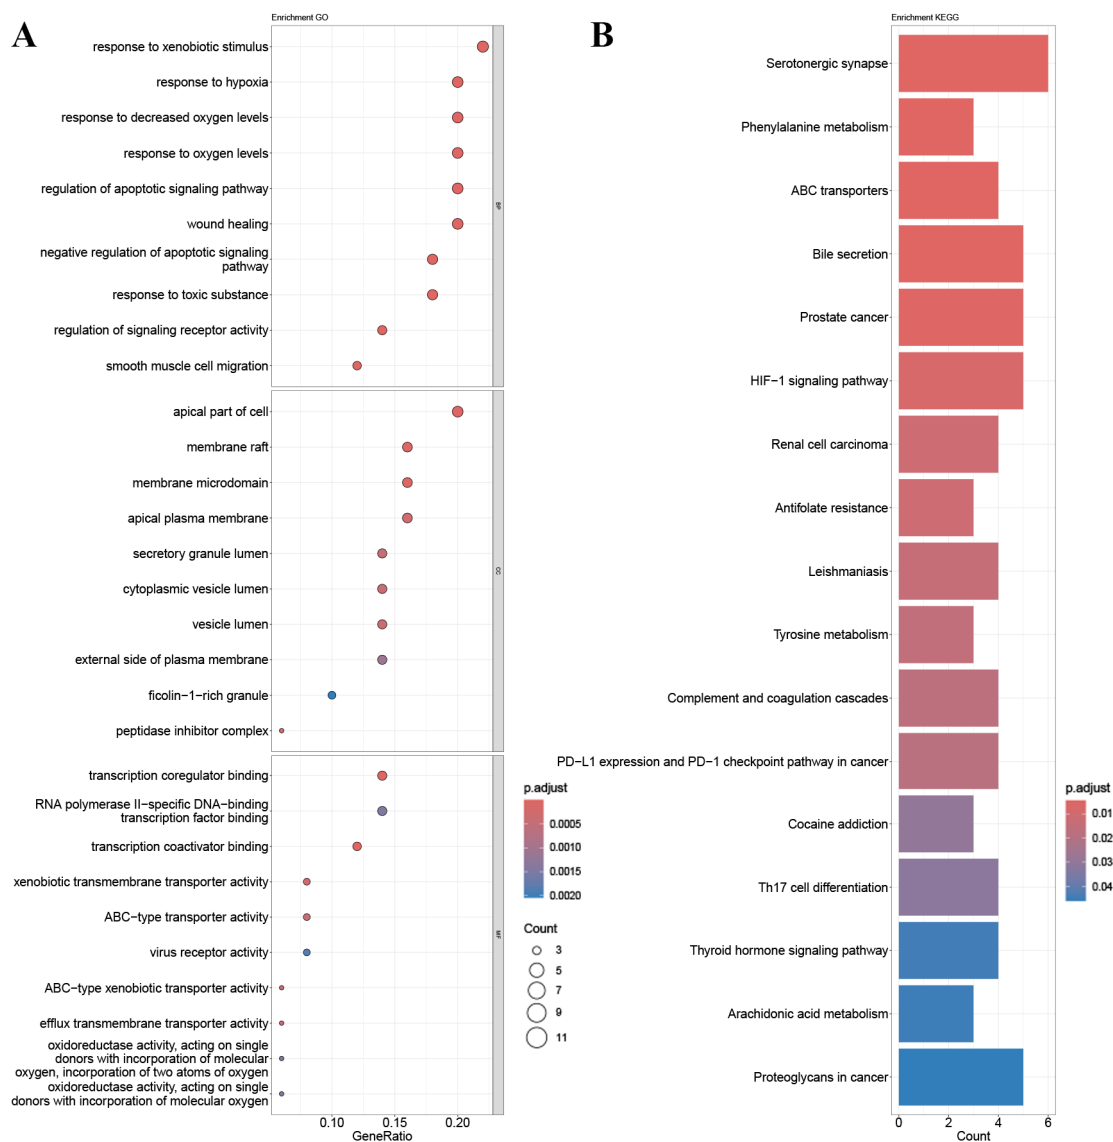 A
Enrichment GO
response to xenobiotic stimulus
response to hypoxia
response to decreased oxygen levels
response to oxygen levels
regulation of apoptotic signaling pathway
wound healing
negative regulation of apoptotic signaling
pathway
response to toxic substance
regulation of signaling receptor activity
smooth muscle cell migration
BP
apical part of cell
membrane raft
membrane microdomain
apical plasma membrane
secretory granule lumen
cytoplasmic vesicle lumen
vesicle lumen
external side of plasma membrane
ficolin−1−rich granule
peptidase inhibitor complex
CC
transcription coregulator binding
RNA polymerase II−specific DNA−binding
transcription factor binding
transcription coactivator binding
xenobiotic transmembrane transporter activity
ABC−type transporter activity
virus receptor activity
ABC−type xenobiotic transporter activity
efflux transmembrane transporter activity
oxidoreductase activity, acting on single
donors with incorporation of molecular
oxygen, incorporation of two atoms of oxygen
oxidoreductase activity, acting on single
donors with incorporation of molecular oxygen
MF
0.10 0.15 0.20
GeneRatio
p.adjust
0.0005
0.0010
0.0015
0.0020
Count
3
5
7
9
11
B
Enrichment KEGG
Serotonergic synapse
Phenylalanine metabolism
ABC transporters
Bile secretion
Prostate cancer
HIF−1 signaling pathway
Renal cell carcinoma
Antifolate resistance
Leishmaniasis
Tyrosine metabolism
Complement and coagulation cascades
PD−L1 expression and PD−1 checkpoint pathway in cancer
Cocaine addiction
Th17 cell differentiation
Thyroid hormone signaling pathway
Arachidonic acid metabolism
Proteoglycans in cancer
0 2 4 6
Count
p.adjust
0.01
0.02
0.03
0.04